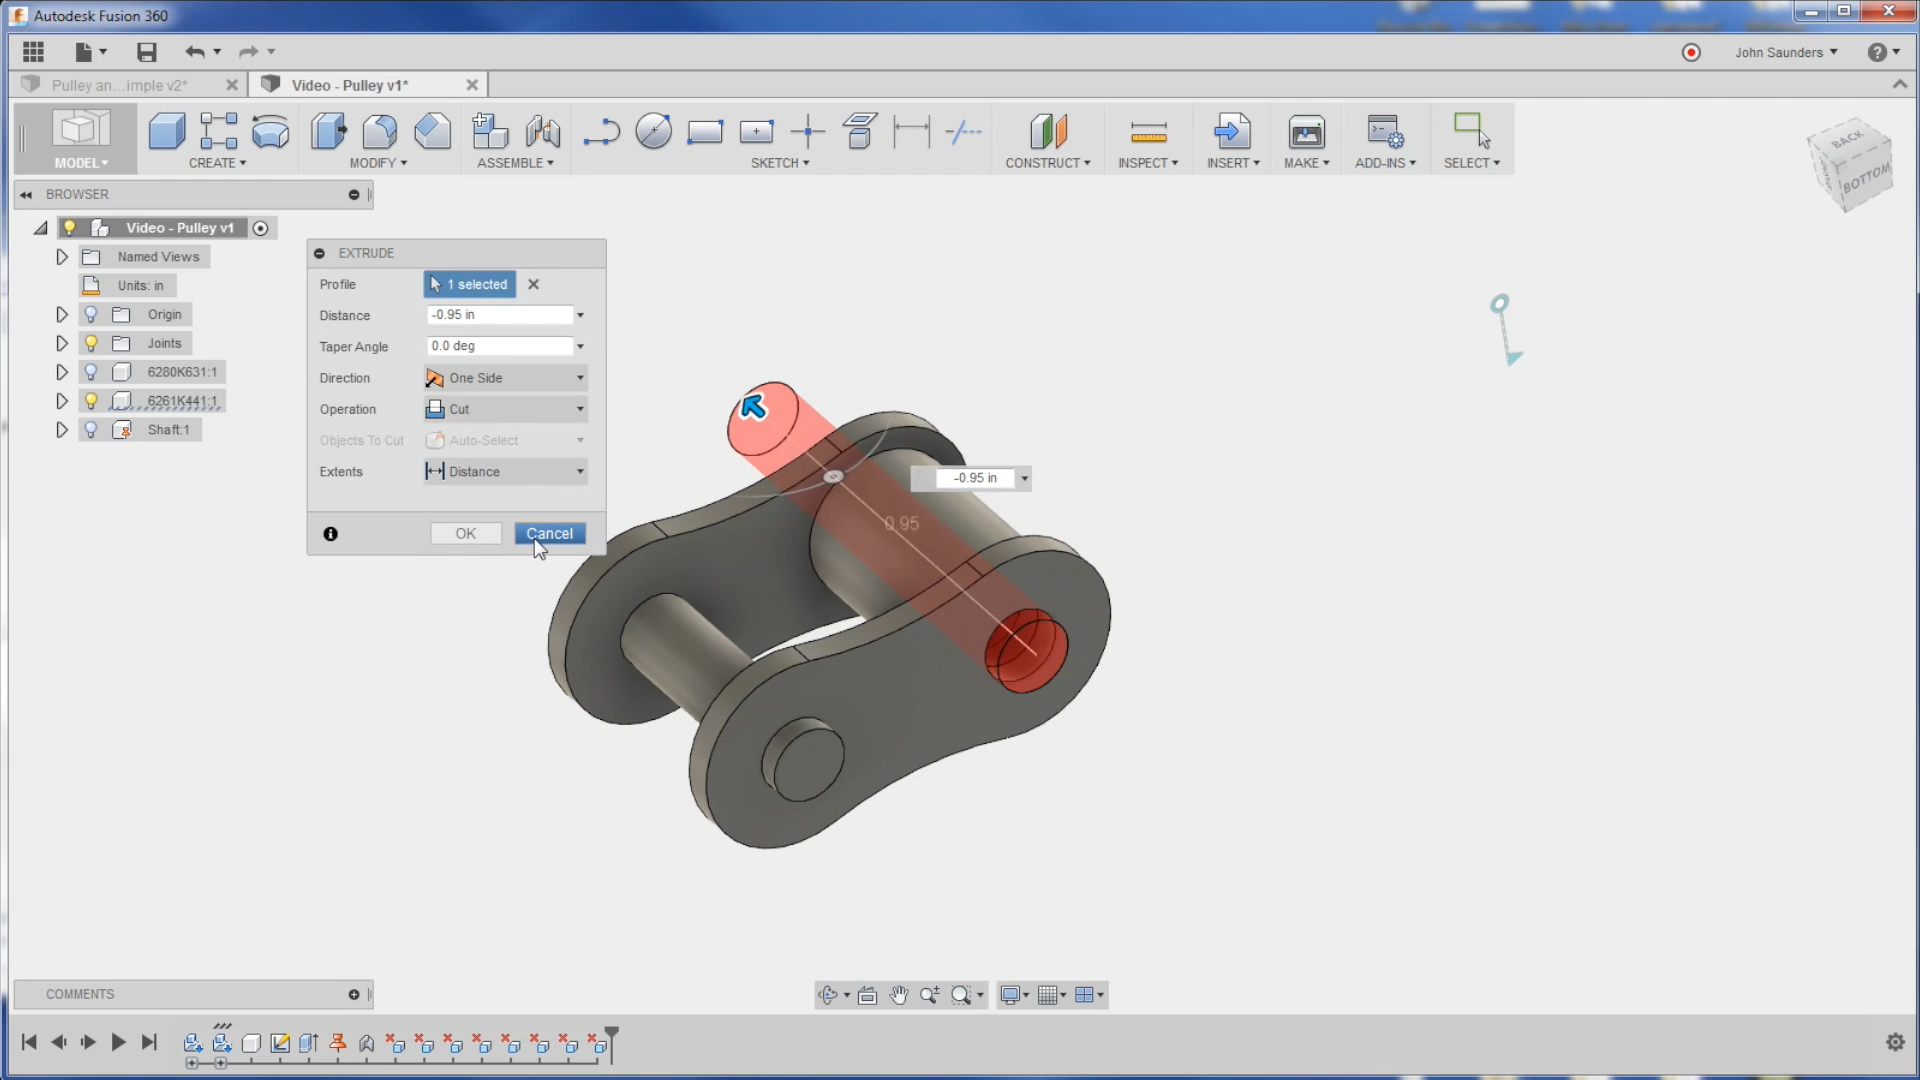 Autodesk Fusion 360
John Saunders
Pulley an...imple v2*
Video - Pulley v1*
MODEL
CREATE
MODIFY
ASSEMBLE
SKETCH
CONSTRUCT
INSPECT
INSERT
MAKE
ADD-INS
SELECT
BACK
BOTTOM
BROWSER
Video - Pulley v1
Named Views
Units: in
Origin
Joints
6280K631:1
6261K441:1
Shaft:1
EXTRUDE
Profile 1 selected
Distance -0.95 in
Taper Angle 0.0 deg
Direction One Side
Operation Cut
Objects To Cut Auto-Select
Extents Distance
OK Cancel
-0.95 in
0.95
COMMENTS